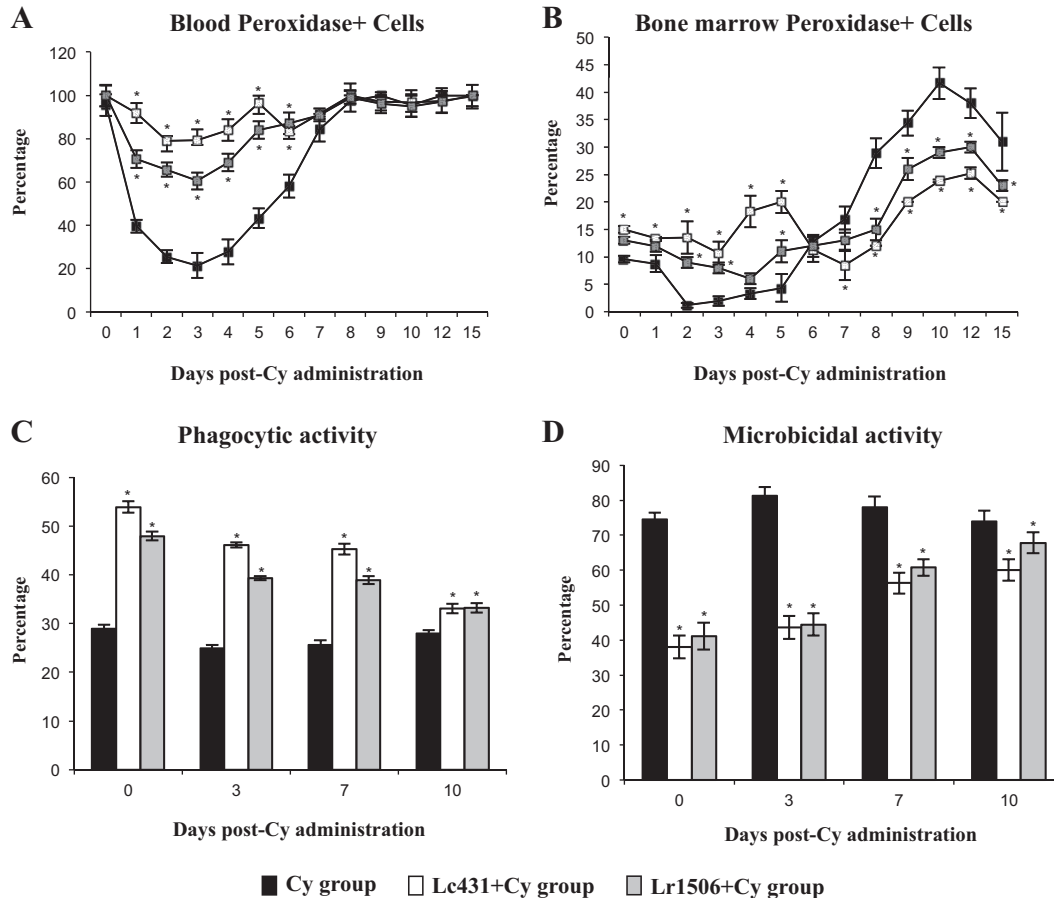 A
Blood Peroxidase+ Cells
Percentage
120
100
80
60
40
20
0
0 1 2 3 4 5 6 7 8 9 10 12 15
Days post-Cy administration
* * * * * *
* * * * * *
B
Bone marrow Peroxidase+ Cells
Percentage
50
45
40
35
30
25
20
15
10
5
0
0 1 2 3 4 5 6 7 8 9 10 12 15
Days post-Cy administration
* * * * * * * * * * * *
* * * * * * * * *
C
Phagocytic activity
Percentage
60
50
40
30
20
10
0
0 3 7 10
Days post-Cy administration
* * * * * * * *
D
Microbicidal activity
Percentage
90
80
70
60
50
40
30
20
10
0
0 3 7 10
Days post-Cy administration
* * * * * * * *
Cy group Lc431+Cy group Lr1506+Cy group